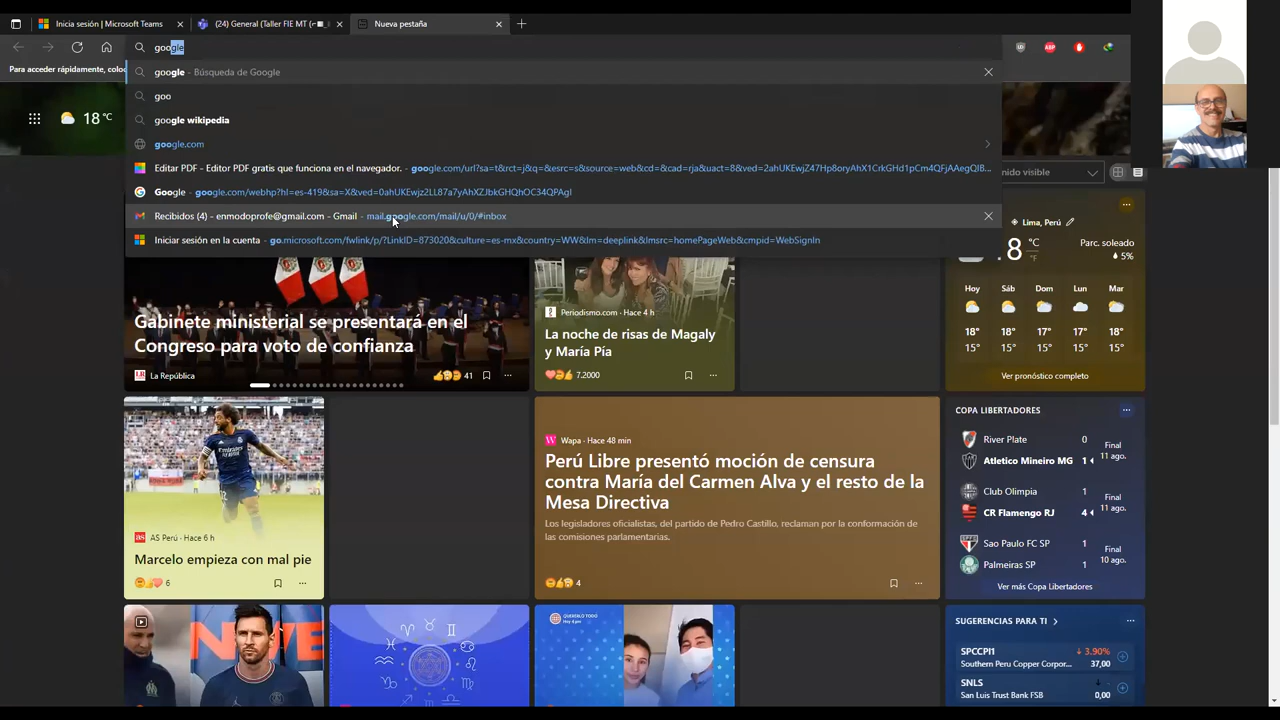 Inicia sesión | Microsoft Teams
(24) General (Taller FIE MT
Nueva pestaña
google
Para acceder rápidamente, coloc
google - Búsqueda de Google
goo
google wikipedia
google.com
Editar PDF - Editor PDF gratis que funciona en el navegador. - google.com/url?sa=t&rct=j&q=&esrc=s&source=web&cd=&cad=rja&uact=8&ved=2ahUKEwjZ47Hp8oryAhX1CrkGHd1pCm4QFjAAegQI...
Google - google.com/webhp?hl=es-419&sa=X&ved=0ahUKEwjz2LL87a7yAhXZJbkGHQhOC34QPAgI
Recibidos (4) - enmodoprofe@gmail.com - Gmail - mail.google.com/mail/u/0/#inbox
Iniciar sesión en la cuenta - go.microsoft.com/fwlink/p/?LinkID=873020&culture=es-mx&country=WW&lm=deeplink&lmsrc=homePageWeb&cmpid=WebSignIn
18 °C
nido visible
Gabinete ministerial se presentará en el
Congreso para voto de confianza
La República
41
Periodismo.com · Hace 4 h
La noche de risas de Magaly
y María Pía
7.2000
Lima, Perú
8 °C
°F
Parc. soleado
5%
Hoy Sáb Dom Lun Mar
18° 18° 17° 17° 18°
15° 15° 15° 15° 15°
Ver pronóstico completo
AS Perú · Hace 6 h
Marcelo empieza con mal pie
6
Wapa · Hace 48 min
Perú Libre presentó moción de censura
contra María del Carmen Alva y el resto de la
Mesa Directiva
Los legisladores oficialistas, del partido de Pedro Castillo, reclaman por la conformación de
las comisiones parlamentarias.
4
COPA LIBERTADORES
River Plate 0
Atletico Mineiro MG 1
Final
11 ago.
Club Olimpia 1
CR Flamengo RJ 4
Final
11 ago.
Sao Paulo FC SP 1
Palmeiras SP 1
Final
10 ago.
Ver más Copa Libertadores
SUGERENCIAS PARA TI
SPCCPI1 3.90%
Southern Peru Copper Corpor... 37,00
SNLS -
San Luis Trust Bank FSB 0,00